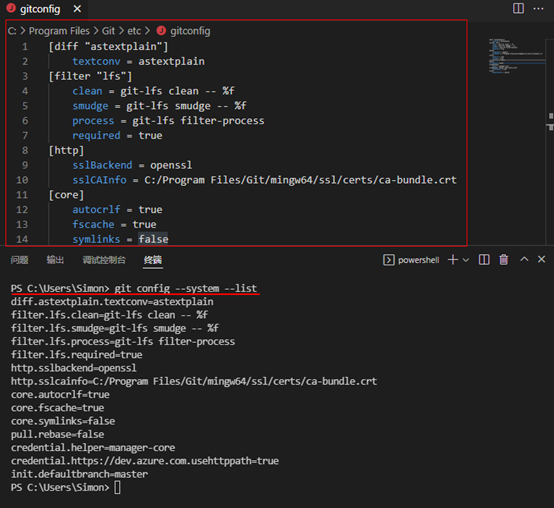 gitconfig
C: > Program Files > Git > etc > gitconfig
1 [diff "astextplain"]
2 textconv = astextplain
3 [filter "lfs"]
4 clean = git-lfs clean -- %f
5 smudge = git-lfs smudge -- %f
6 process = git-lfs filter-process
7 required = true
8 [http]
9 sslBackend = openssl
10 sslCAInfo = C:/Program Files/Git/mingw64/ssl/certs/ca-bundle.crt
11 [core]
12 autocrlf = true
13 fscache = true
14 symlinks = false
问题 输出 调试控制台 终端 powershell
PS C:\Users\Simon> git config --system --list
diff.astextplain.textconv=astextplain
filter.lfs.clean=git-lfs clean -- %f
filter.lfs.smudge=git-lfs smudge -- %f
filter.lfs.process=git-lfs filter-process
filter.lfs.required=true
http.sslbackend=openssl
http.sslcainfo=C:/Program Files/Git/mingw64/ssl/certs/ca-bundle.crt
core.autocrlf=true
core.fscache=true
core.symlinks=false
pull.rebase=false
credential.helper=manager-core
credential.https://dev.azure.com.usehttppath=true
init.defaultbranch=master
PS C:\Users\Simon>